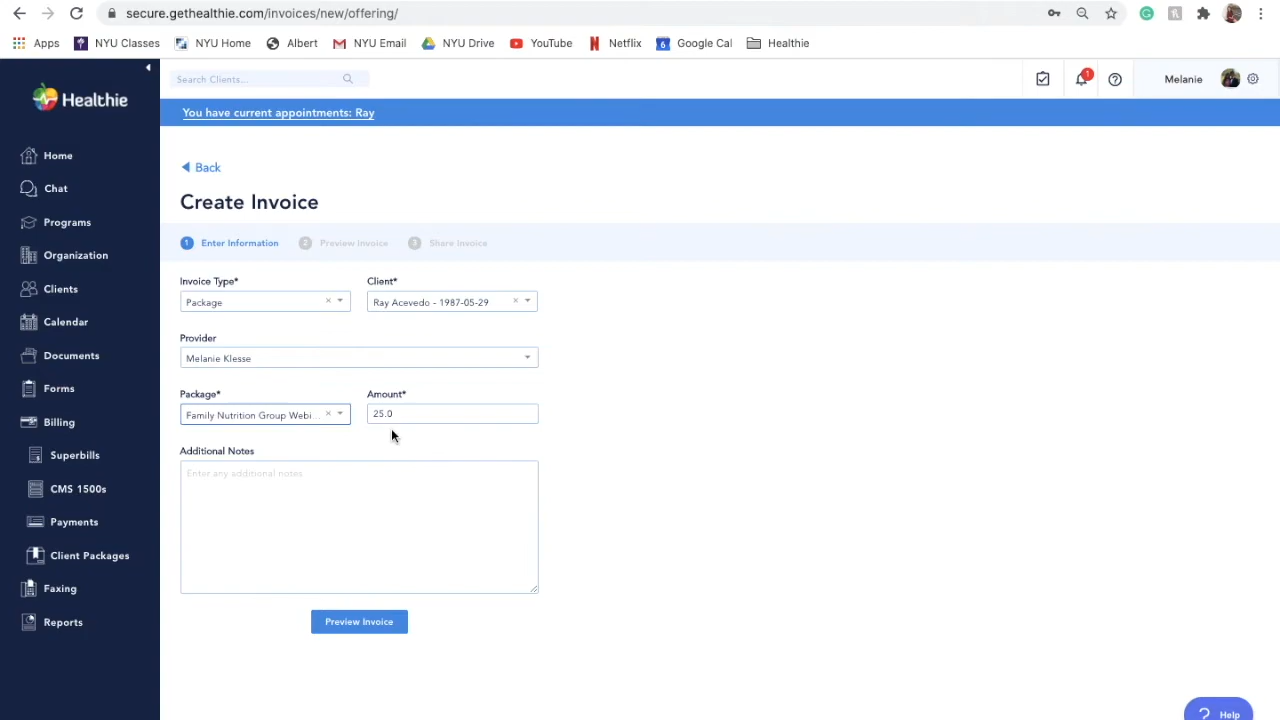 secure.gethealthie.com/invoices/new/offering/
Apps NYU Classes NYU Home Albert NYU Email NYU Drive YouTube Netflix 6 Google Cal Healthie
Healthie
Search Clients...
1
Melanie
You have current appointments: Ray
Home
Chat
Programs
Organization
Clients
Calendar
Documents
Forms
Billing
Superbills
CMS 1500s
Payments
Client Packages
Faxing
Reports
Back
Create Invoice
1 Enter Information 2 Preview Invoice 3 Share Invoice
Invoice Type* Client*
Package × Ray Acevedo - 1987-05-29 ×
Provider
Melanie Klesse
Package* Amount*
Family Nutrition Group Webi... × 25.0
Additional Notes
Enter any additional notes
Preview Invoice
? Help